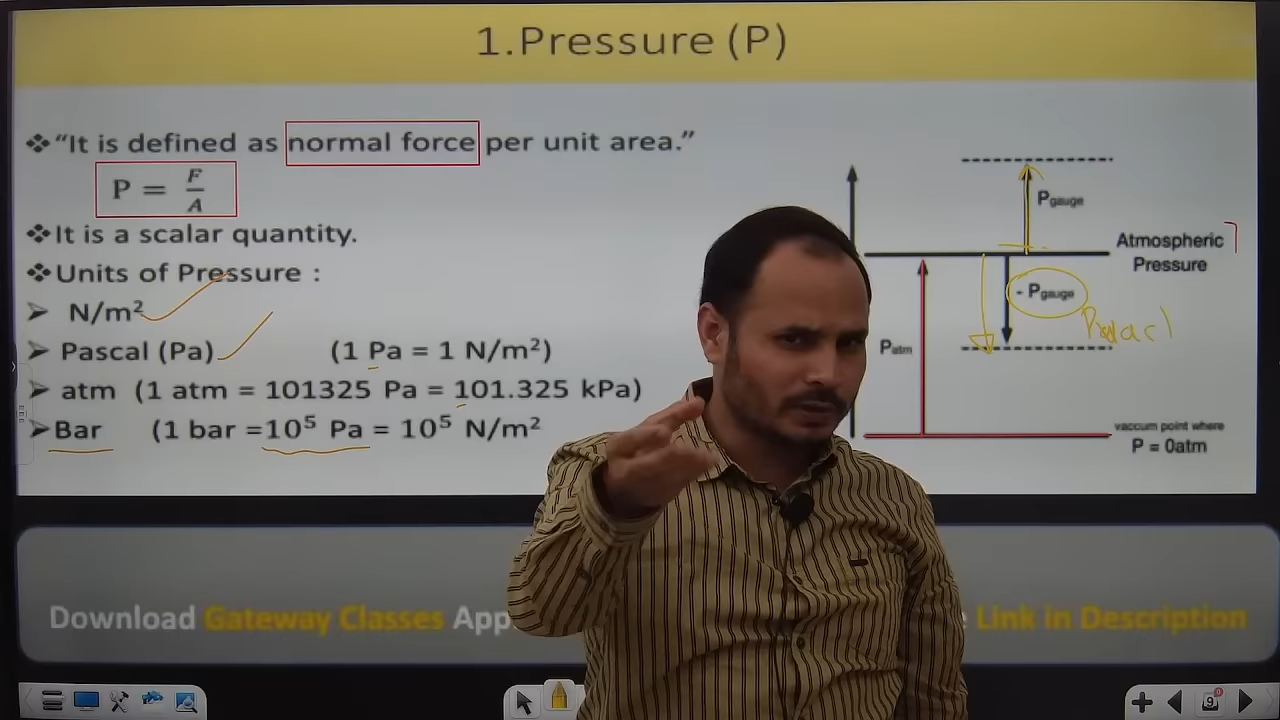 1.Pressure (P)
❖“It is defined as normal force per unit area.”
P = F/A
❖It is a scalar quantity.
❖Units of Pressure :
➤ N/m²
➤ Pascal (Pa) (1 Pa = 1 N/m²)
➤ atm (1 atm = 101325 Pa = 101.325 kPa)
➤Bar (1 bar =10⁵ Pa = 10⁵ N/m²
Pgauge
Atmospheric
Pressure
- Pgauge
Patm
vaccum point where
P = 0atm
Download Gateway Classes App
Link in Description
9